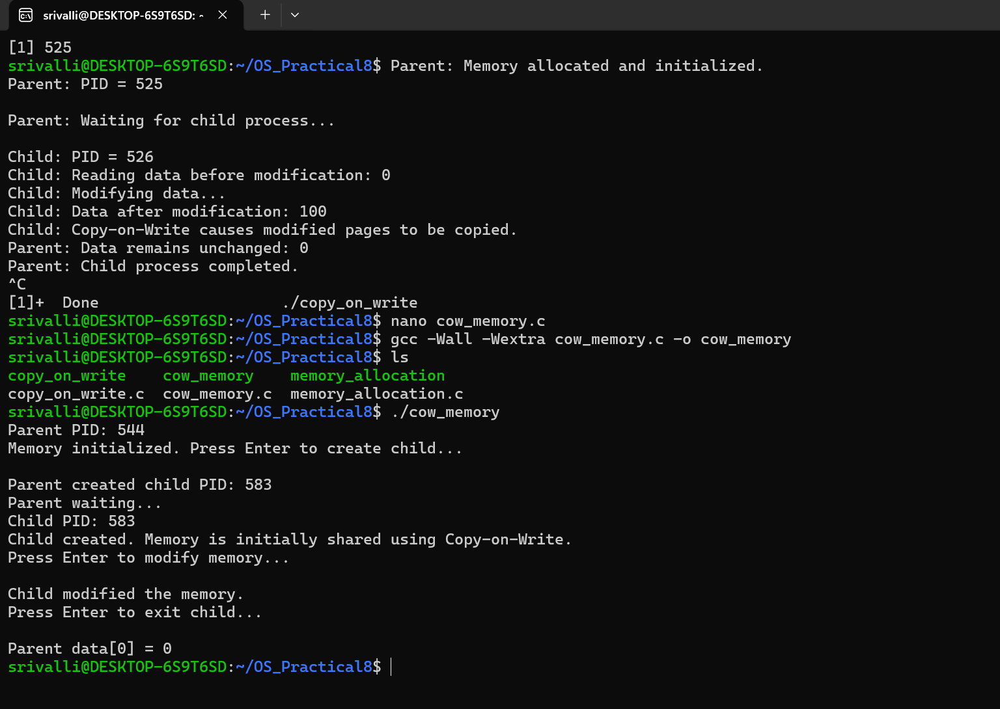 srivalli@DESKTOP-6S9T6SD: ~
[1] 525
srivalli@DESKTOP-6S9T6SD:~/OS_Practical8$ Parent: Memory allocated and initialized.
Parent: PID = 525
Parent: Waiting for child process...
Child: PID = 526
Child: Reading data before modification: 0
Child: Modifying data...
Child: Data after modification: 100
Child: Copy-on-Write causes modified pages to be copied.
Parent: Data remains unchanged: 0
Parent: Child process completed.
^C
[1]+  Done                    ./copy_on_write
srivalli@DESKTOP-6S9T6SD:~/OS_Practical8$ nano cow_memory.c
srivalli@DESKTOP-6S9T6SD:~/OS_Practical8$ gcc -Wall -Wextra cow_memory.c -o cow_memory
srivalli@DESKTOP-6S9T6SD:~/OS_Practical8$ ls
copy_on_write    cow_memory    memory_allocation
copy_on_write.c  cow_memory.c  memory_allocation.c
srivalli@DESKTOP-6S9T6SD:~/OS_Practical8$ ./cow_memory
Parent PID: 544
Memory initialized. Press Enter to create child...
Parent created child PID: 583
Parent waiting...
Child PID: 583
Child created. Memory is initially shared using Copy-on-Write.
Press Enter to modify memory...
Child modified the memory.
Press Enter to exit child...
Parent data[0] = 0
srivalli@DESKTOP-6S9T6SD:~/OS_Practical8$